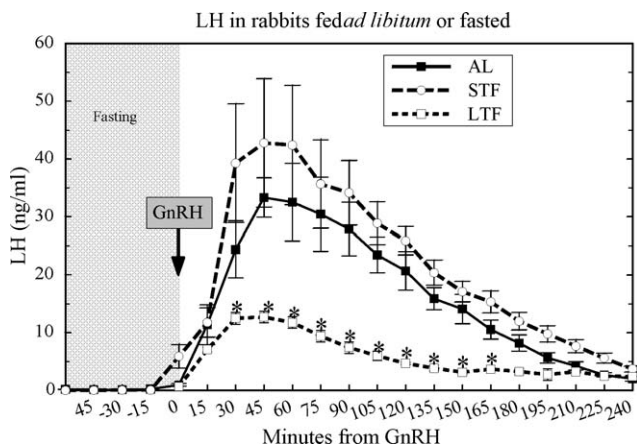 LH in rabbits fed ad libitum or fasted
60
50
40
30
20
10
0
LH (ng/ml)
Fasting
GnRH
AL
STF
LTF
* * * * * * * * * *
45 -30 -15 0 15 30 45 60 75 90 105 120 135 150 165 180 195 210 225 240
Minutes from GnRH